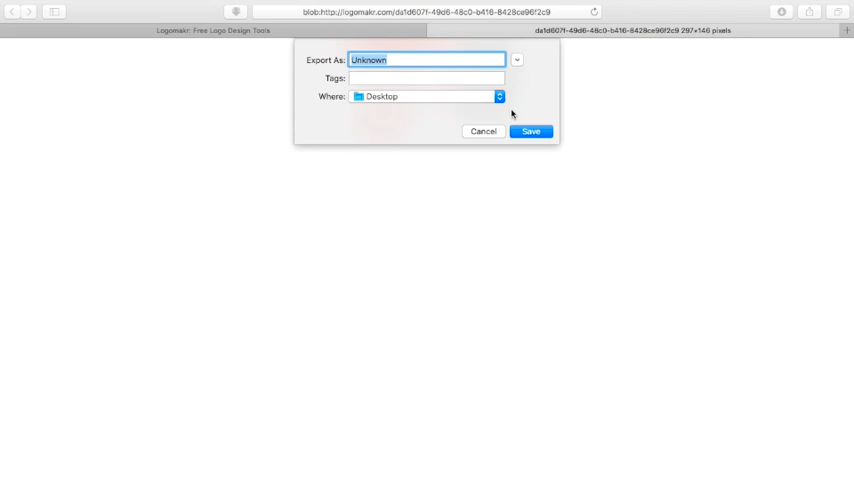 blob:http://logomakr.com/da1d607f-49d6-48c0-b416-8428ce96f2c9
Logomakr: Free Logo Design Tools
da1d607f-49d6-48c0-b416-8428ce96f2c9 297×146 pixels
Export As: Unknown
Tags:
Where: Desktop
Cancel Save